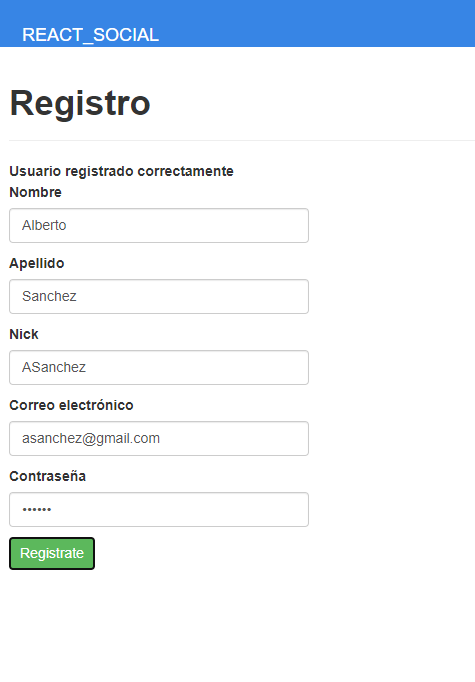 REACT_SOCIAL
Registro
Usuario registrado correctamente
Nombre
Alberto
Apellido
Sanchez
Nick
ASanchez
Correo electrónico
asanchez@gmail.com
Contraseña
••••••
Registrate